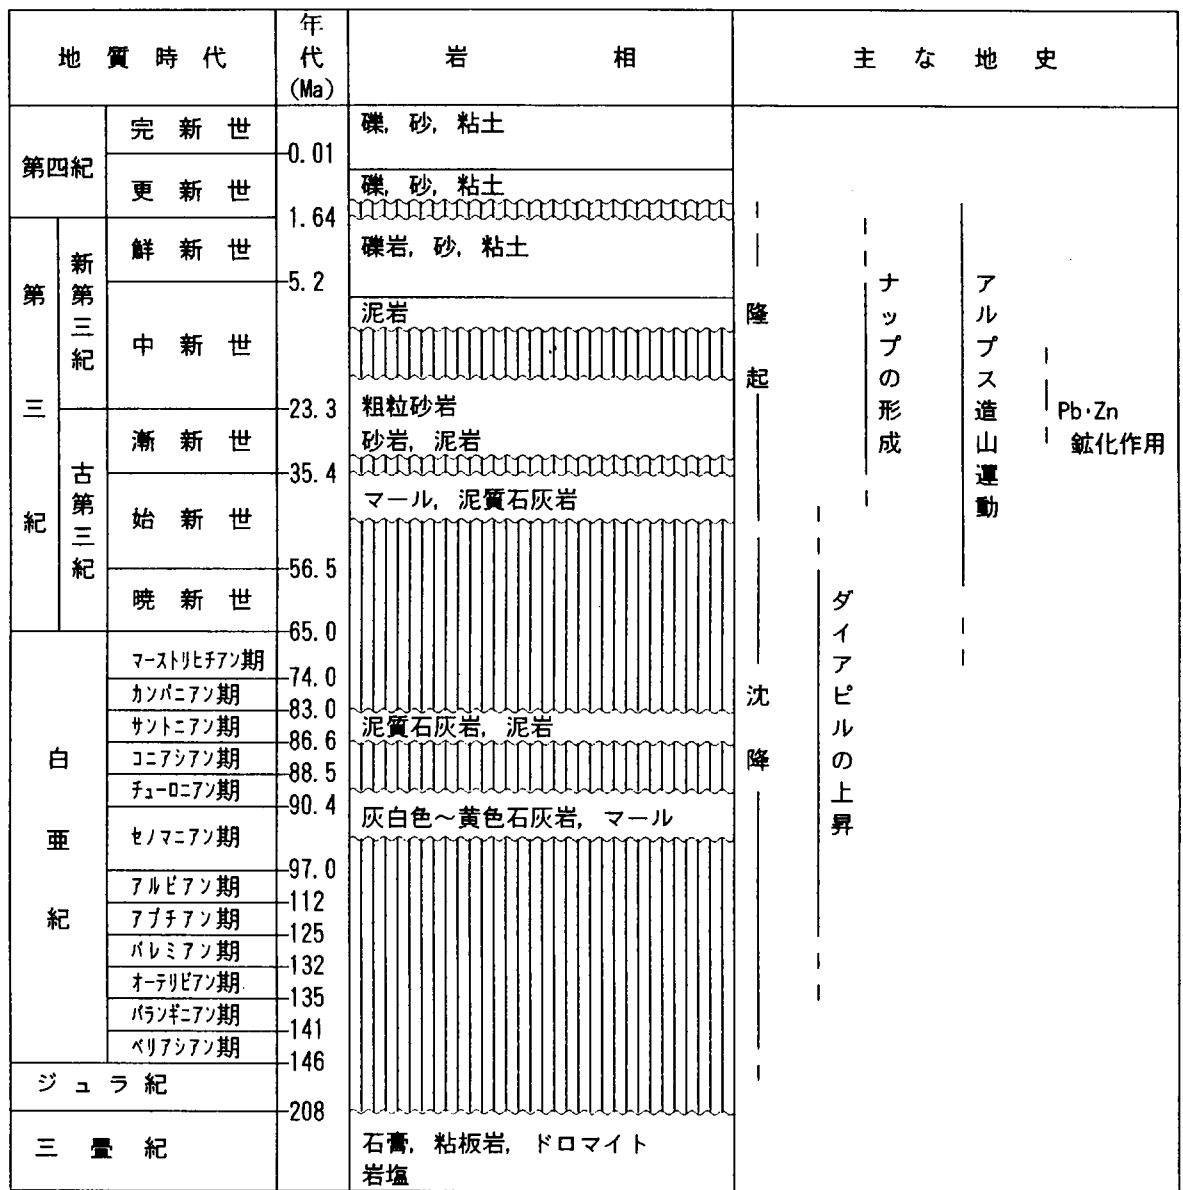 地質時代 年代(Ma) 岩相 主な地史
第四紀
完新世 礫, 砂, 粘土
0.01
更新世 礫, 砂, 粘土
1.64
第三紀
新第三紀
鮮新世 礫岩, 砂, 粘土
5.2
中新世 泥岩
23.3 粗粒砂岩
古第三紀
漸新世 砂岩, 泥岩
35.4
始新世 マール, 泥質石灰岩
56.5
暁新世
65.0
白亜紀
マーストリヒチアン期
74.0
カンパニアン期
83.0
サントニアン期 泥質石灰岩, 泥岩
86.6
コニアシアン期
88.5
チューロニアン期
90.4
セノマニアン期 灰白色～黄色石灰岩, マール
97.0
アルビアン期
112
アプチアン期
125
バレミアン期
132
オーテリビアン期
135
バランギニアン期
141
ベリアシアン期
146
ジュラ紀
208
三畳紀 石膏, 粘板岩, ドロマイト
岩塩
隆起
沈降
ダイアピルの上昇
ナップの形成
アルプス造山運動
Pb·Zn
鉱化作用